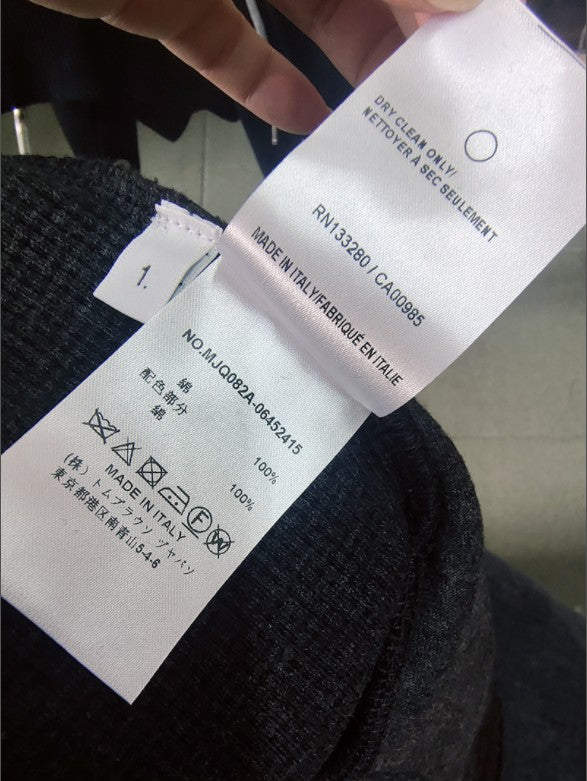 DRY CLEAN ONLY/
NETTOYER À SEC SEULEMENT
RN133280 / CA00985
MADE IN ITALY/FABRIQUÉ EN ITALIE
1.
NO.MJQ082A-06452415
綿 100%
配色部分
綿 100%
F W
MADE IN ITALY
(株) トムブラウン ジャパン
東京都港区南青山5-4-6